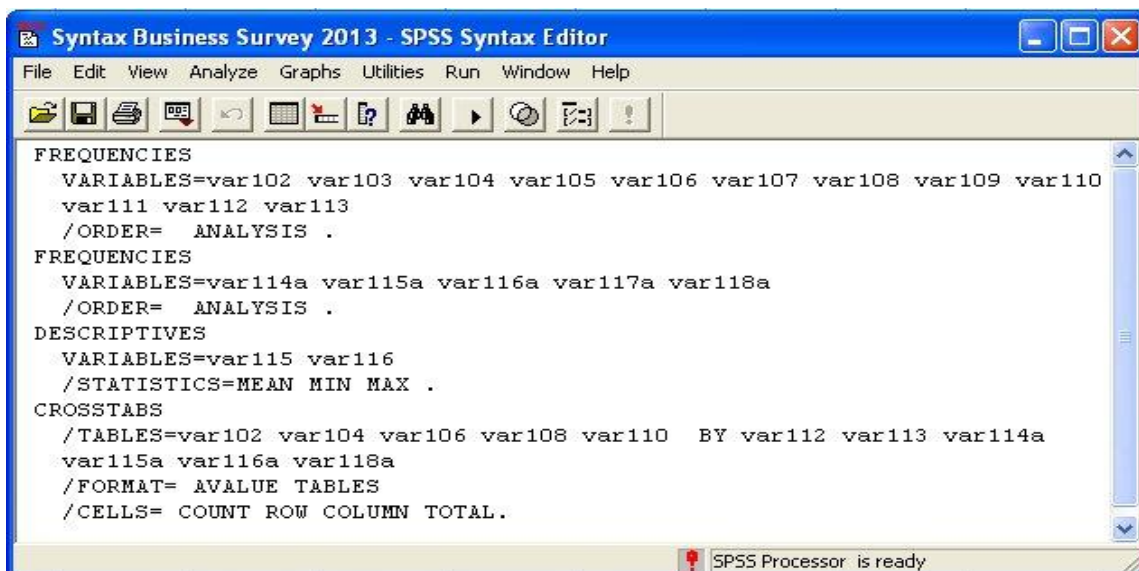 Syntax Business Survey 2013 - SPSS Syntax Editor
File Edit View Analyze Graphs Utilities Run Window Help
FREQUENCIES
VARIABLES=var102 var103 var104 var105 var106 var107 var108 var109 var110
var111 var112 var113
/ORDER= ANALYSIS .
FREQUENCIES
VARIABLES=var114a var115a var116a var117a var118a
/ORDER= ANALYSIS .
DESCRIPTIVES
VARIABLES=var115 var116
/STATISTICS=MEAN MIN MAX .
CROSSTABS
/TABLES=var102 var104 var106 var108 var110 BY var112 var113 var114a
var115a var116a var118a
/FORMAT= AVALUE TABLES
/CELLS= COUNT ROW COLUMN TOTAL.
SPSS Processor is ready